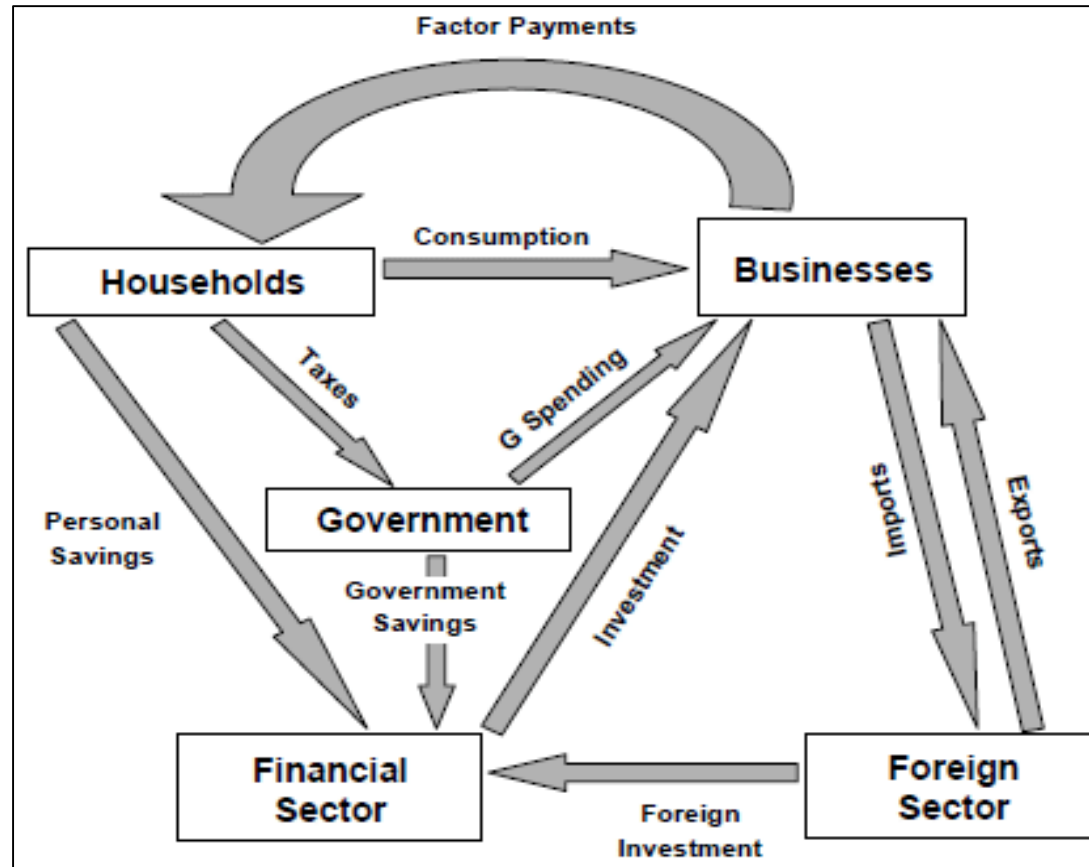 Factor Payments
Consumption
Households
Businesses
Taxes
G Spending
Government
Personal
Savings
Government
Savings
Investment
Imports
Exports
Financial
Sector
Foreign
Sector
Foreign
Investment